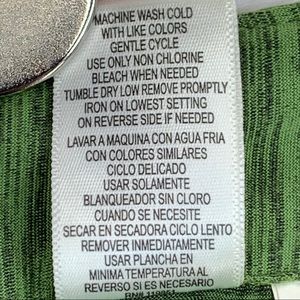 MACHINE WASH COLD
WITH LIKE COLORS
GENTLE CYCLE
USE ONLY NON CHLORINE
BLEACH WHEN NEEDED
TUMBLE DRY LOW REMOVE PROMPTLY
IRON ON LOWEST SETTING
ON REVERSE SIDE IF NEEDED
LAVAR A MAQUINA CON AGUA FRIA
CON COLORES SIMILARES
CICLO DELICADO
USAR SOLAMENTE
BLANQUEADOR SIN CLORO
CUANDO SE NECESITE
SECAR EN SECADORA CICLO LENTO
REMOVER INMEDIATAMENTE
USAR PLANCHA EN
MINIMA TEMPERATURA AL
REVERSO SI ES NECESARIO